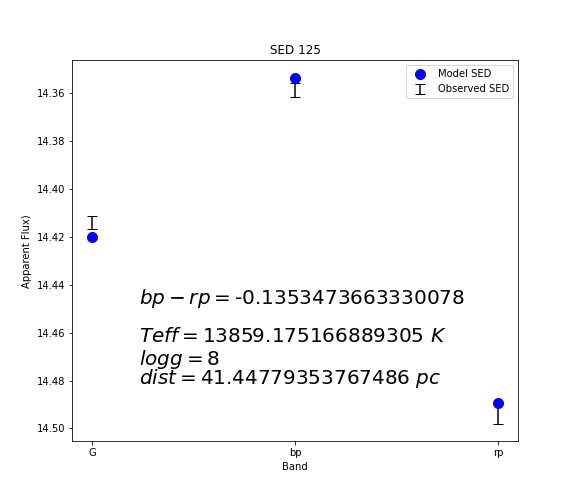 SED 125
Model SED
Observed SED
14.36
14.38
14.40
14.42
14.44
14.46
14.48
14.50
Apparent Flux)
bp − rp = -0.1353473663330078
Teff = 13859.175166889305 K
logg = 8
dist = 41.44779353767486 pc
G
bp
rp
Band